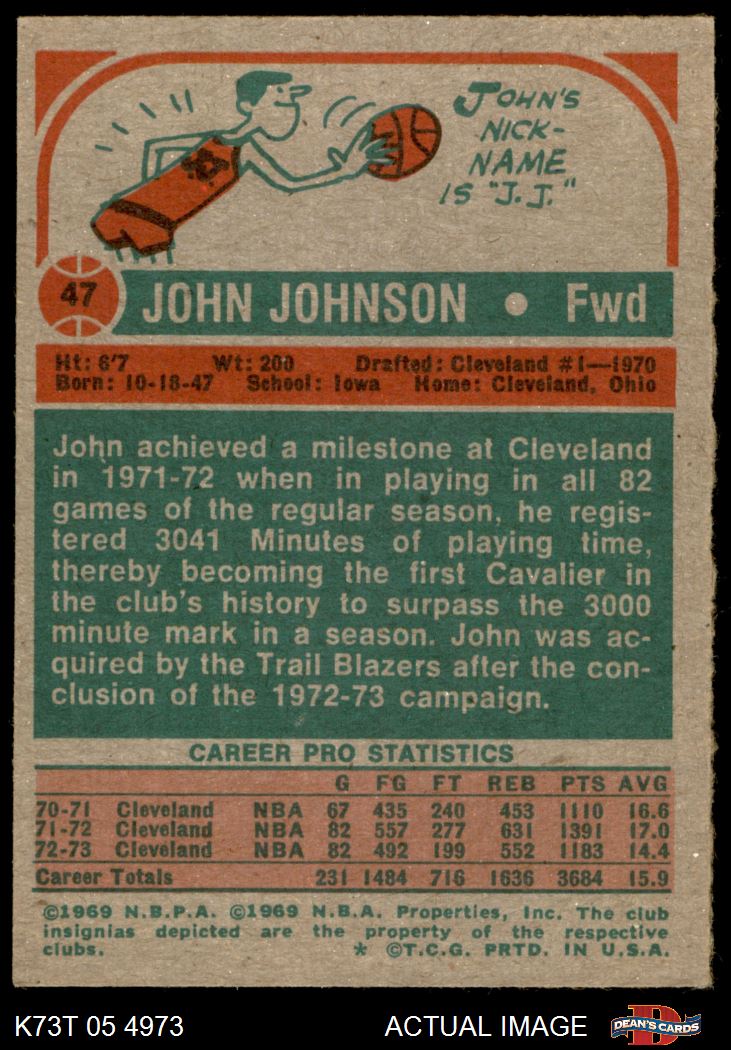 JOHN'S
NICK-
NAME
IS "J.J."
47
JOHN JOHNSON • Fwd
Ht: 6'7 Wt: 200 Drafted: Cleveland #1—1970
Born: 10-18-47 School: Iowa Home: Cleveland, Ohio
John achieved a milestone at Cleveland
in 1971-72 when in playing in all 82
games of the regular season, he regis-
tered 3041 Minutes of playing time,
thereby becoming the first Cavalier in
the club's history to surpass the 3000
minute mark in a season. John was ac-
quired by the Trail Blazers after the con-
clusion of the 1972-73 campaign.
CAREER PRO STATISTICS
G FG FT REB PTS AVG
70-71 Cleveland NBA 67 435 240 453 1110 16.6
71-72 Cleveland NBA 82 557 277 631 1391 17.0
72-73 Cleveland NBA 82 492 199 552 1183 14.4
Career Totals 231 1484 716 1636 3684 15.9
©1969 N.B.P.A. ©1969 N.B.A. Properties, Inc. The club
insignias depicted are the property of the respective
clubs. * ©T.C.G. PRTD. IN U.S.A.
K73T 05 4973 ACTUAL IMAGE DEAN'S CARDS